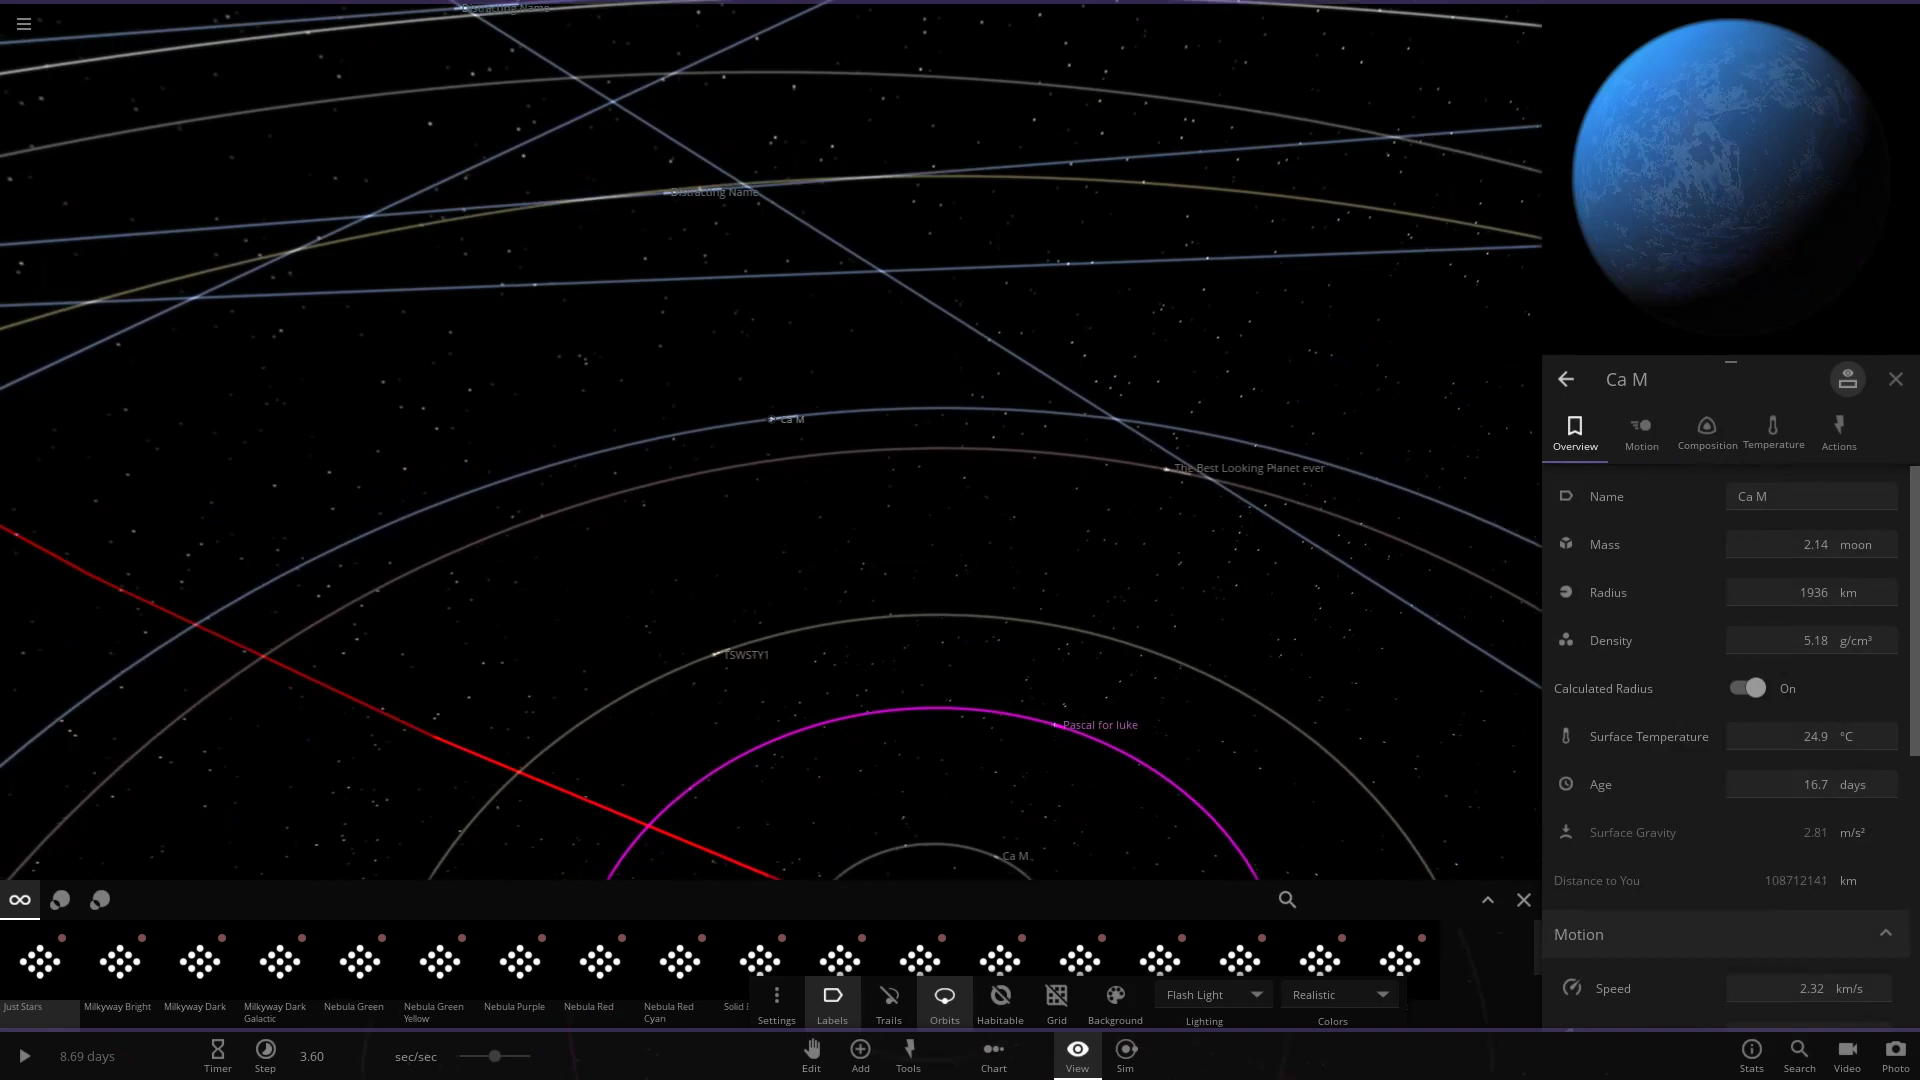 Distracting Name
Distracting Name
Ca M
The Best Looking Planet ever
TSWSTY1
Pascal for luke
Ca M
Ca M
Overview
Motion
Composition
Temperature
Actions
Name
Ca M
Mass
2.14 moon
Radius
1936 km
Density
5.18 g/cm³
Calculated Radius
On
Surface Temperature
24.9 °C
Age
16.7 days
Surface Gravity
2.81 m/s²
Distance to You
108712141 km
Motion
Speed
2.32 km/s
Just Stars
Milkyway Bright
Milkyway Dark
Milkyway Dark
Galactic
Nebula Green
Nebula Green
Yellow
Nebula Purple
Nebula Red
Nebula Red
Cyan
Solid
Settings
Labels
Trails
Orbits
Habitable
Grid
Background
Flash Light
Lighting
Realistic
Colors
8.69 days
Timer
Step
3.60
sec/sec
Edit
Add
Tools
Chart
View
Sim
Stats
Search
Video
Photo